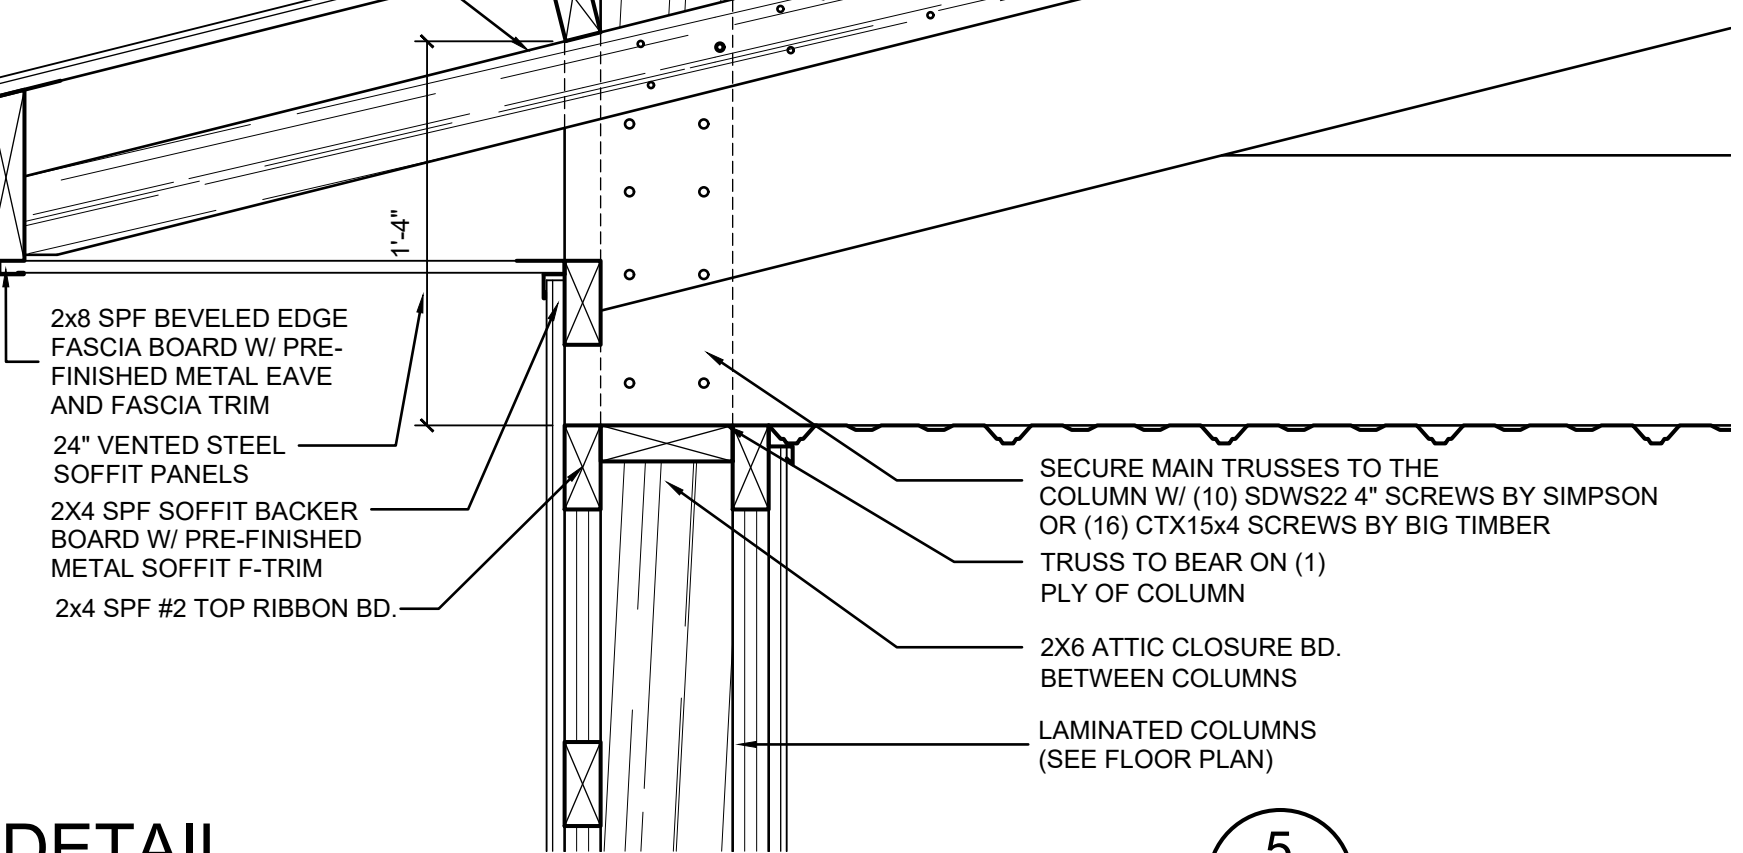 1'-4"
2x8 SPF BEVELED EDGE
FASCIA BOARD W/ PRE-
FINISHED METAL EAVE
AND FASCIA TRIM
24" VENTED STEEL
SOFFIT PANELS
2X4 SPF SOFFIT BACKER
BOARD W/ PRE-FINISHED
METAL SOFFIT F-TRIM
2x4 SPF #2 TOP RIBBON BD.
SECURE MAIN TRUSSES TO THE
COLUMN W/ (10) SDWS22 4" SCREWS BY SIMPSON
OR (16) CTX15x4 SCREWS BY BIG TIMBER
TRUSS TO BEAR ON (1)
PLY OF COLUMN
2X6 ATTIC CLOSURE BD.
BETWEEN COLUMNS
LAMINATED COLUMNS
(SEE FLOOR PLAN)
DETAIL
5